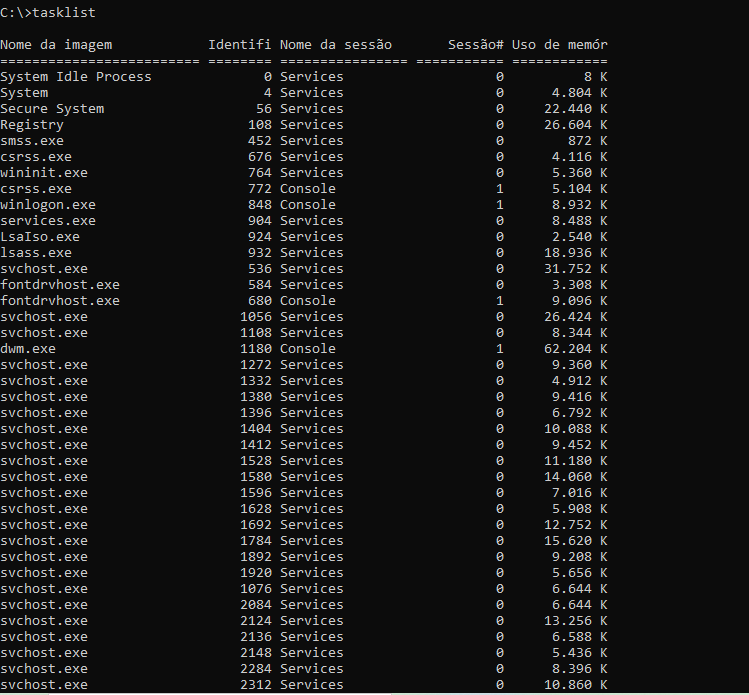 C:\>tasklist
Nome da imagem Identifi Nome da sessão Sessão# Uso de memór
========================= ======== ================ =========== ============
System Idle Process 0 Services 0 8 K
System 4 Services 0 4.804 K
Secure System 56 Services 0 22.440 K
Registry 108 Services 0 26.604 K
smss.exe 452 Services 0 872 K
csrss.exe 676 Services 0 4.116 K
wininit.exe 764 Services 0 5.360 K
csrss.exe 772 Console 1 5.104 K
winlogon.exe 848 Console 1 8.932 K
services.exe 904 Services 0 8.488 K
LsaIso.exe 924 Services 0 2.540 K
lsass.exe 932 Services 0 18.936 K
svchost.exe 536 Services 0 31.752 K
fontdrvhost.exe 584 Services 0 3.308 K
fontdrvhost.exe 680 Console 1 9.096 K
svchost.exe 1056 Services 0 26.424 K
svchost.exe 1108 Services 0 8.344 K
dwm.exe 1180 Console 1 62.204 K
svchost.exe 1272 Services 0 9.360 K
svchost.exe 1332 Services 0 4.912 K
svchost.exe 1380 Services 0 9.416 K
svchost.exe 1396 Services 0 6.792 K
svchost.exe 1404 Services 0 10.088 K
svchost.exe 1412 Services 0 9.452 K
svchost.exe 1528 Services 0 11.180 K
svchost.exe 1580 Services 0 14.060 K
svchost.exe 1596 Services 0 7.016 K
svchost.exe 1628 Services 0 5.908 K
svchost.exe 1692 Services 0 12.752 K
svchost.exe 1784 Services 0 15.620 K
svchost.exe 1892 Services 0 9.208 K
svchost.exe 1920 Services 0 5.656 K
svchost.exe 1076 Services 0 6.644 K
svchost.exe 2084 Services 0 6.644 K
svchost.exe 2124 Services 0 13.256 K
svchost.exe 2136 Services 0 6.588 K
svchost.exe 2148 Services 0 5.436 K
svchost.exe 2284 Services 0 8.396 K
svchost.exe 2312 Services 0 10.860 K